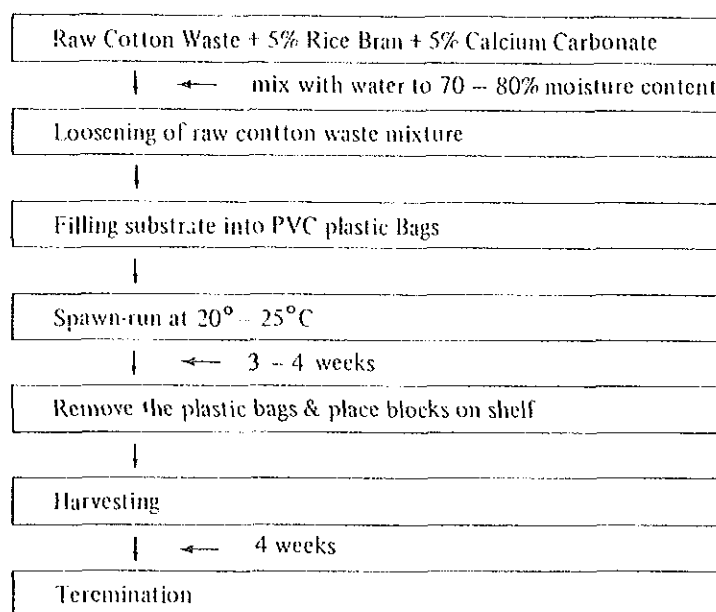 Raw Cotton Waste + 5% Rice Bran + 5% Calcium Carbonate
mix with water to 70 – 80% moisture content
Loosening of raw contton waste mixture
Filling substrate into PVC plastic Bags
Spawn-run at 20° – 25°C
3 – 4 weeks
Remove the plastic bags & place blocks on shelf
Harvesting
4 weeks
Teremination